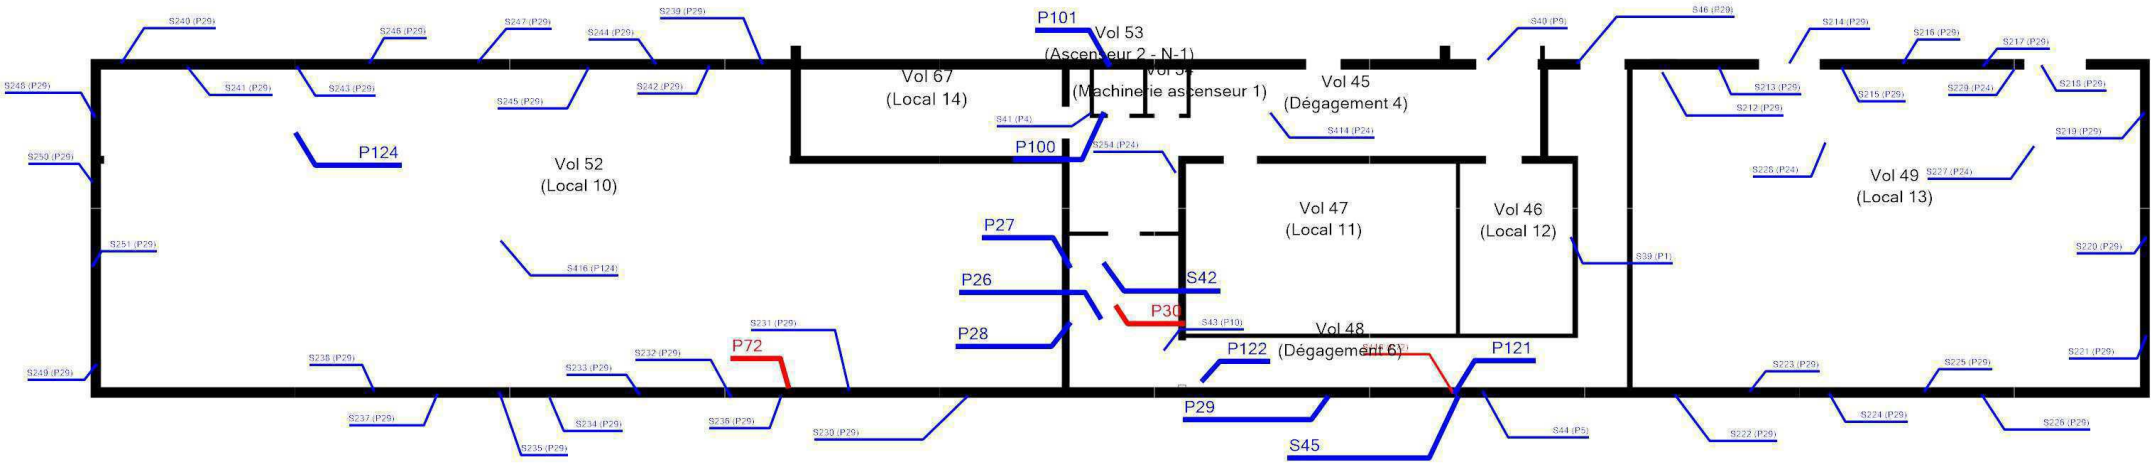 S240 (P29)
S246 (P29)
S247 (P29)
S244 (P29)
S239 (P29)
P101
Vol 53
(Ascenseur 2 - N-1)
S40 (P9)
S46 (P29)
S214 (P29)
S216 (P29)
S217 (P29)
S248 (P29)
S241 (P29)
S243 (P29)
S245 (P29)
S242 (P29)
Vol 67
(Local 14)
Vol 54
(Machinerie ascenseur 1)
Vol 45
(Dégagement 4)
S213 (P29)
S212 (P29)
S215 (P29)
S229 (P24)
S218 (P29)
S41 (P4)
S414 (P24)
S219 (P29)
P124
P100
S254 (P24)
S250 (P29)
Vol 52
(Local 10)
S228 (P24)
S227 (P24)
Vol 49
(Local 13)
Vol 47
(Local 11)
Vol 46
(Local 12)
P27
S251 (P29)
S416 (P124)
S39 (P1)
S220 (P29)
P26
S42
P30
P28
S43 (P10)
Vol 48
(Dégagement 6)
S231 (P29)
P72
S232 (P29)
S238 (P29)
S233 (P29)
S249 (P29)
P122
P121
S221 (P29)
S223 (P29)
S225 (P29)
P29
S237 (P29)
S235 (P29)
S234 (P29)
S236 (P29)
S230 (P29)
S45
S44 (P5)
S222 (P29)
S224 (P29)
S226 (P29)